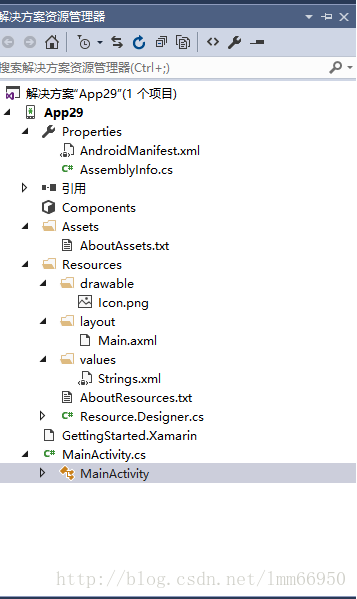 解决方案资源管理器
搜索解决方案资源管理器(Ctrl+;)
解决方案"App29"(1 个项目)
App29
Properties
AndroidManifest.xml
AssemblyInfo.cs
引用
Components
Assets
AboutAssets.txt
Resources
drawable
Icon.png
layout
Main.axml
values
Strings.xml
AboutResources.txt
Resource.Designer.cs
GettingStarted.Xamarin
MainActivity.cs
MainActivity
http://blog.csdn.net/lmm66950